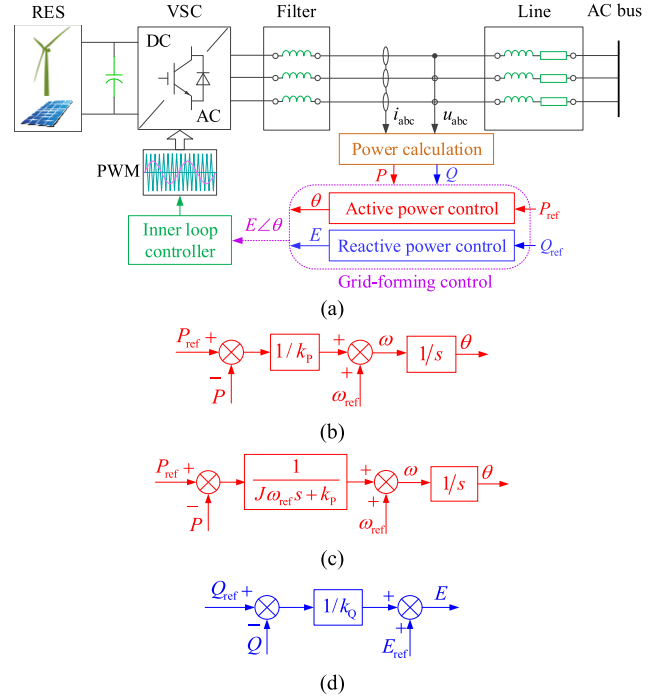 RES VSC Filter Line AC bus
DC
AC
i_abc u_abc
Power calculation
PWM
P Q
θ Active power control P_ref
Inner loop controller
E∠θ
E Reactive power control Q_ref
Grid-forming control
(a)
P_ref + − P 1/k_P + + ω_ref ω 1/s θ
(b)
P_ref + − P 1/(Jω_ref s + k_P) + + ω_ref ω 1/s θ
(c)
Q_ref + − Q 1/k_Q + + E_ref E
(d)